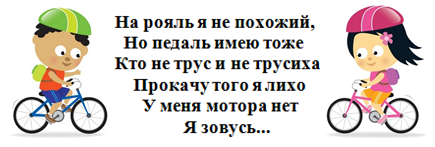 На рояль я не похожий,
Но педаль имею тоже
Кто не трус и не трусиха
Прокачу того я лихо
У меня мотора нет
Я зовусь...